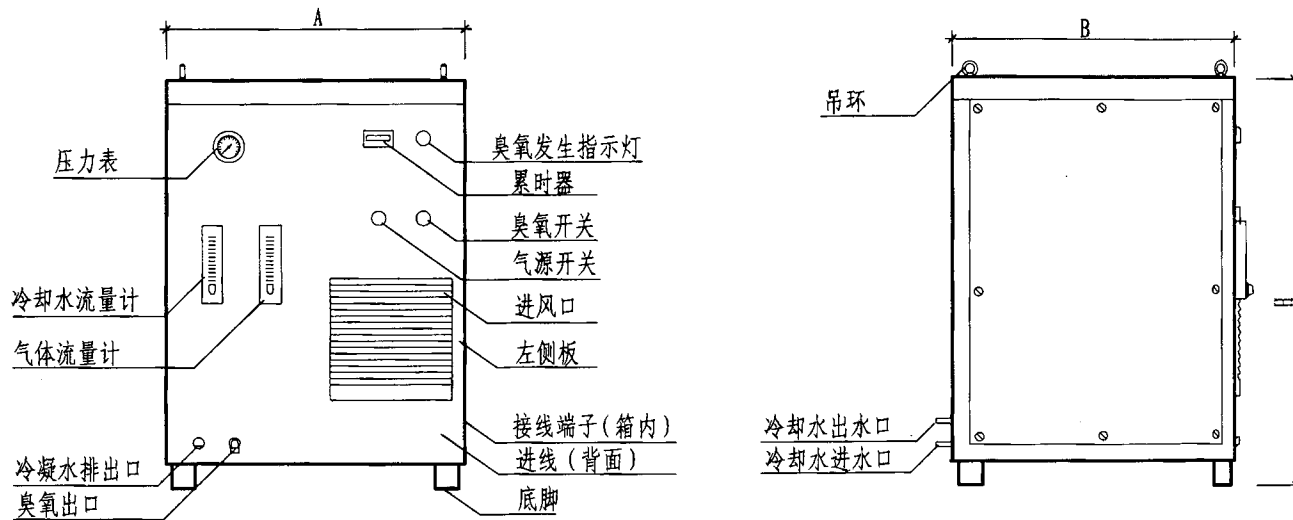 A
压力表
臭氧发生指示灯
累时器
臭氧开关
气源开关
冷却水流量计
进风口
气体流量计
左侧板
接线端子(箱内)
进线(背面)
冷凝水排出口
臭氧出口
底脚
B
吊环
H
冷却水出水口
冷却水进水口